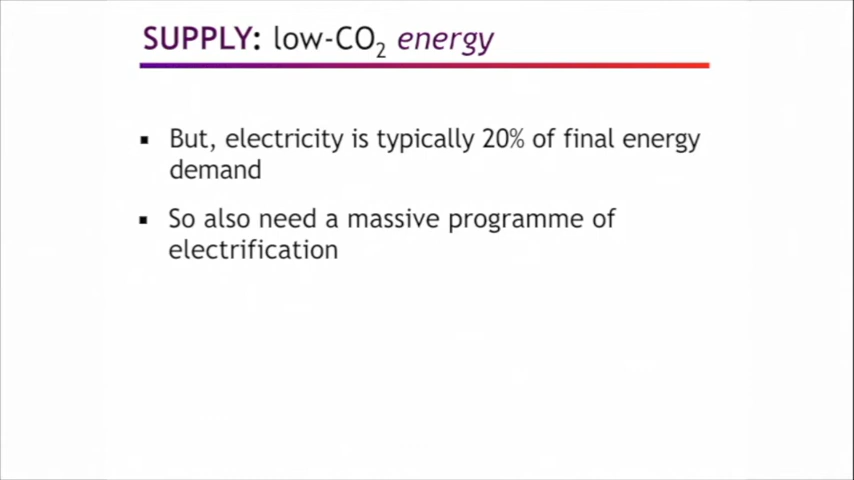 SUPPLY: low-CO₂ energy
▪ But, electricity is typically 20% of final energy
demand
▪ So also need a massive programme of
electrification